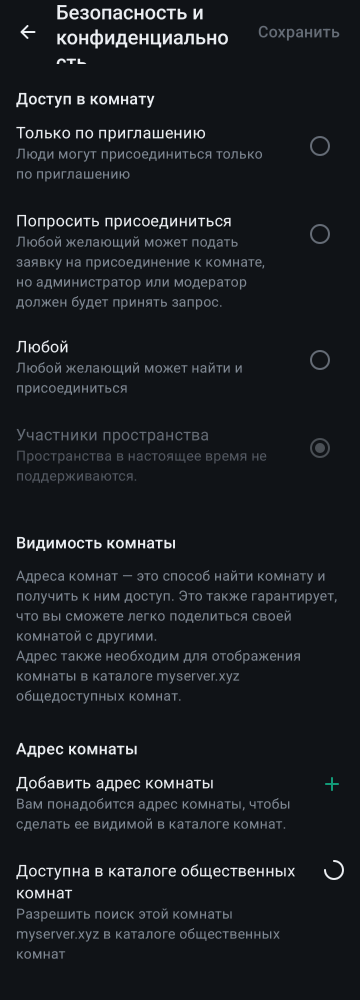 Безопасность и
конфиденциально
сть
Сохранить
Доступ в комнату
Только по приглашению
Люди могут присоединиться только
по приглашению
Попросить присоединиться
Любой желающий может подать
заявку на присоединение к комнате,
но администратор или модератор
должен будет принять запрос.
Любой
Любой желающий может найти и
присоединиться
Участники пространства
Пространства в настоящее время не
поддерживаются.
Видимость комнаты
Адреса комнат — это способ найти комнату и
получить к ним доступ. Это также гарантирует,
что вы сможете легко поделиться своей
комнатой с другими.
Адрес также необходим для отображения
комнаты в каталоге myserver.xyz
общедоступных комнат.
Адрес комнаты
Добавить адрес комнаты
Вам понадобится адрес комнаты, чтобы
сделать ее видимой в каталоге комнат.
Доступна в каталоге общественных
комнат
Разрешить поиск этой комнаты
myserver.xyz в каталоге общественных
комнат